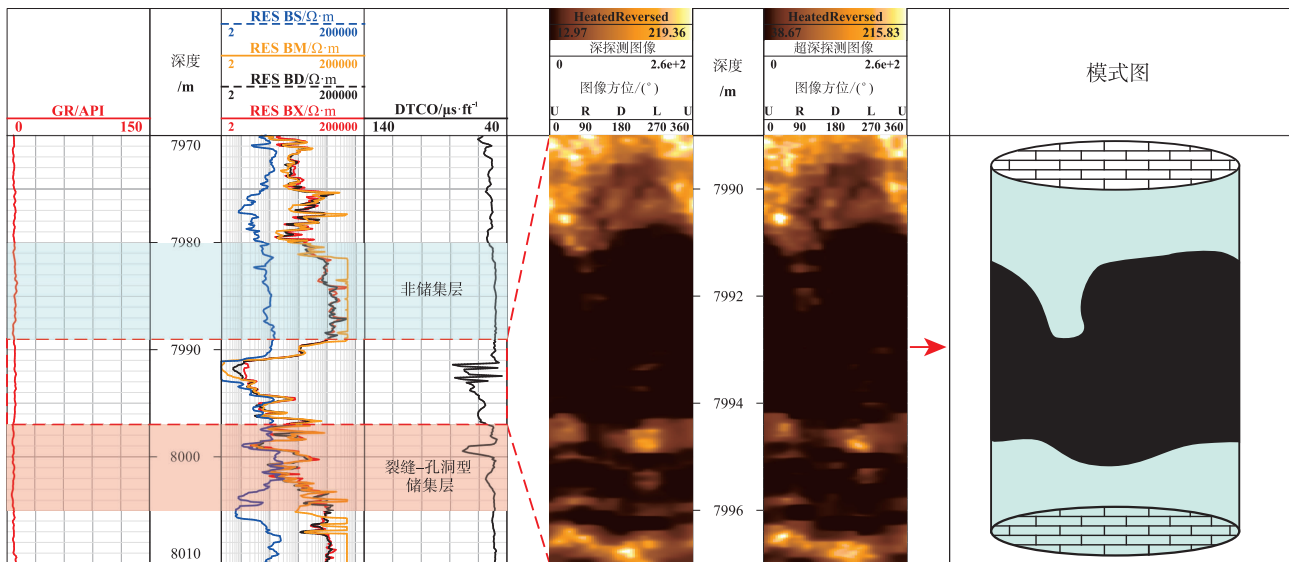 GR/API
0 150
深度
/m
RES BS/Ω·m
2 200000
RES BM/Ω·m
2 200000
RES BD/Ω·m
2 200000
RES BX/Ω·m
2 200000
DTCO/μs·ft⁻¹
140 40
HeatedReversed
219.36
深探测图像
0 2.6e+2
图像方位/(°)
U R D L U
0 90 180 270 360
深度
/m
HeatedReversed
215.83
超深探测图像
0 2.6e+2
图像方位/(°)
U R D L U
0 90 180 270 360
模式图
7970
7980
7990
8000
8010
非储集层
裂缝–孔洞型
储集层
7990
7992
7994
7996